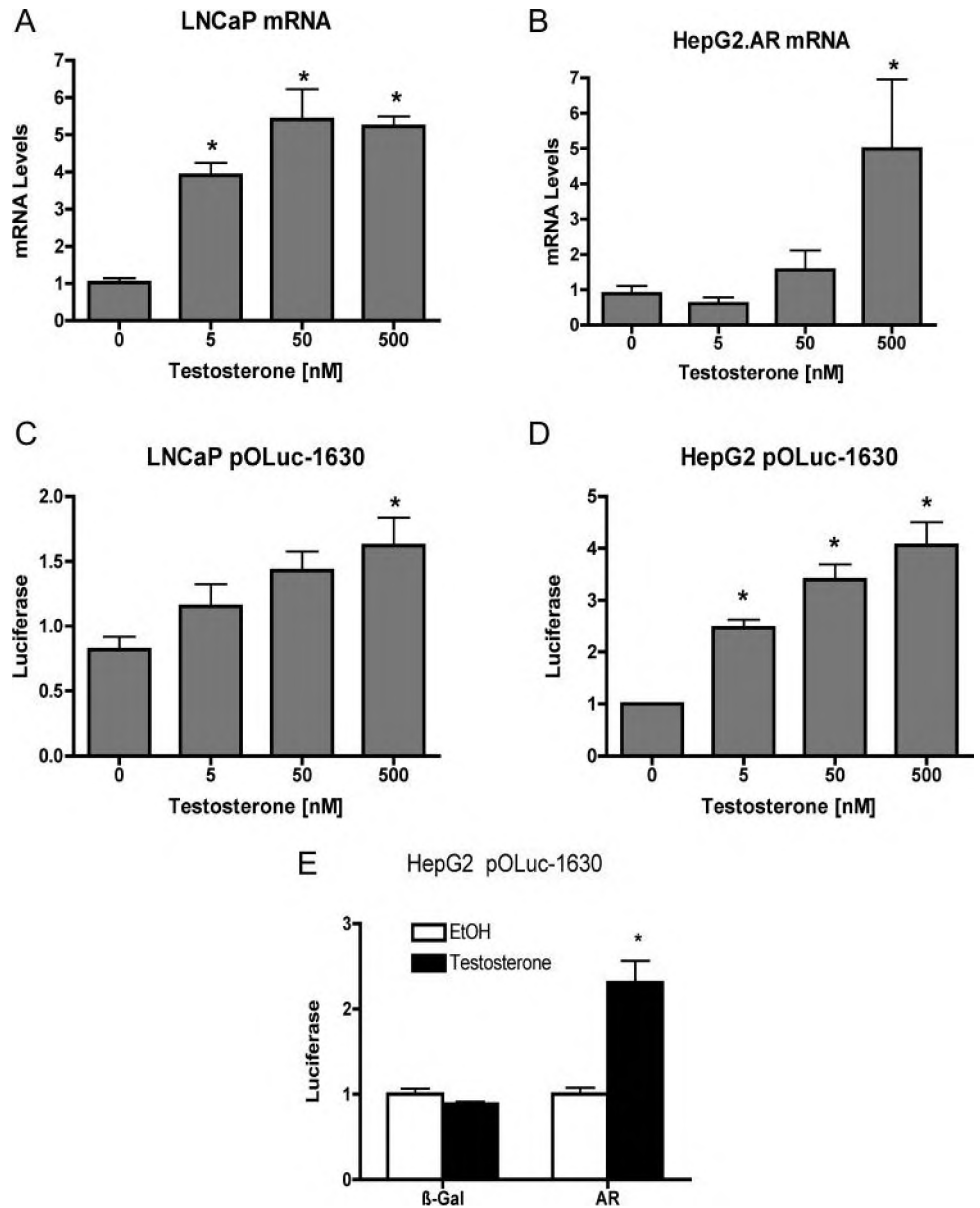 A
LNCaP mRNA
mRNA Levels
7
6
5
4
3
2
1
0
*
*
*
0 5 50 500
Testosterone [nM]
B
HepG2.AR mRNA
mRNA Levels
7
6
5
4
3
2
1
0
*
0 5 50 500
Testosterone [nM]
C
LNCaP pOLuc-1630
Luciferase
2.0
1.5
1.0
0.5
0.0
*
0 5 50 500
Testosterone [nM]
D
HepG2 pOLuc-1630
Luciferase
5
4
3
2
1
0
*
*
*
0 5 50 500
Testosterone [nM]
E
HepG2 pOLuc-1630
Luciferase
3
2
1
0
EtOH
Testosterone
*
ß-Gal AR